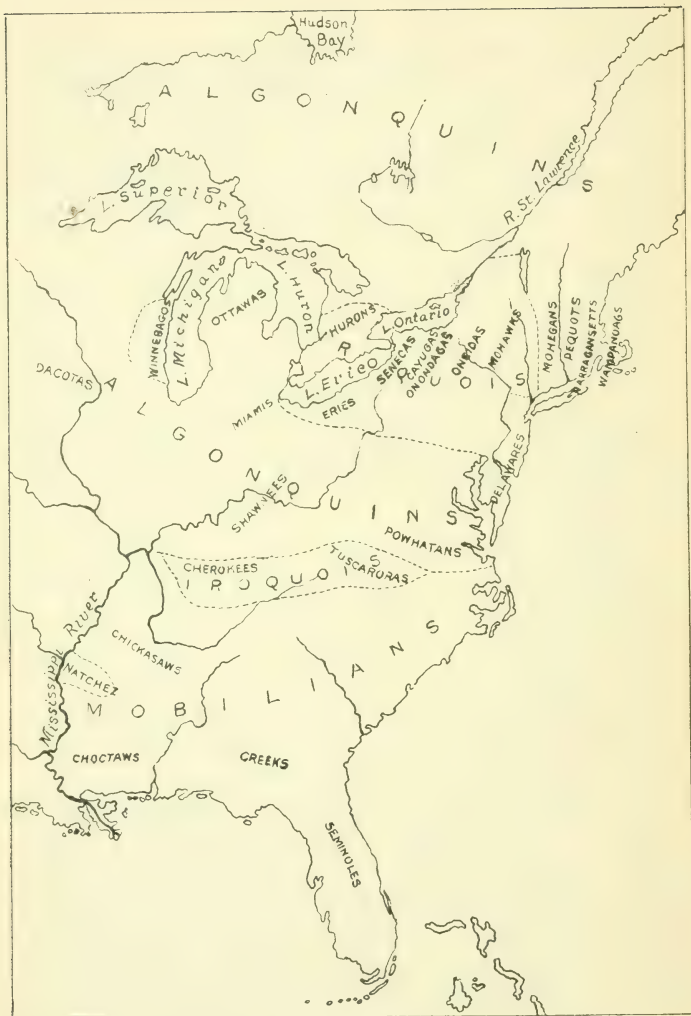 Hudson
Bay
ALGONQUINS
L. Superior
R. St. Lawrence
WINNEBAGOS
L. Michigan
OTTAWAS
L. Huron
HURONS
L. Ontario
L. Erie
IROQUOIS
SENECAS
CAYUGAS
ONONDAGAS
ONEIDAS
MOHAWKS
MOHEGANS
PEQUOTS
NARRAGANSETTS
WAMPANOAGS
DACOTAS
MIAMIS
ERIES
ALGONQUINS
SHAWNEES
DELAWARES
POWHATANS
CHEROKEES
TUSCARORAS
IROQUOIS
Mississippi River
CHICKASAWS
NATCHEZ
MOBILIANS
CHOCTAWS
CREEKS
SEMINOLES